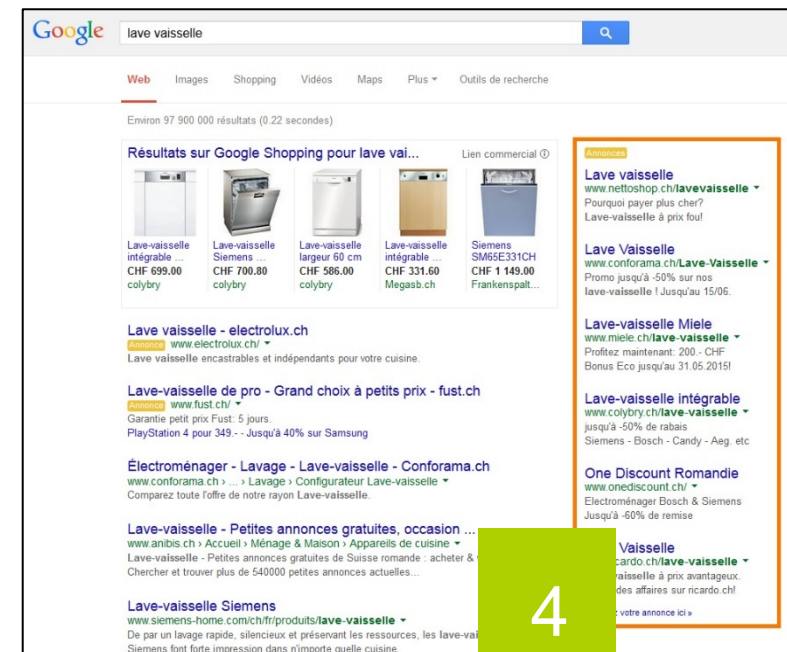 Google lave vaisselle
Web Images Shopping Vidéos Maps Plus Outils de recherche
Environ 97 900 000 résultats (0.22 secondes)
Résultats sur Google Shopping pour lave vai... Lien commercial
Lave-vaisselle intégrable ...
CHF 699.00
colybry
Lave-vaisselle Siemens ...
CHF 700.80
colybry
Lave-vaisselle largeur 60 cm
CHF 586.00
colybry
Lave-vaisselle intégrable ...
CHF 331.60
Megasb.ch
Siemens SM65E331CH
CHF 1 149.00
Frankenspalt...
Lave vaisselle - electrolux.ch
Annonce www.electrolux.ch/
Lave vaisselle encastrables et indépendants pour votre cuisine.
Lave-vaisselle de pro - Grand choix à petits prix - fust.ch
Annonce www.fust.ch/
Garantie petit prix Fust: 5 jours.
PlayStation 4 pour 349.- - Jusqu'à 40% sur Samsung
Électroménager - Lavage - Lave-vaisselle - Conforama.ch
www.conforama.ch › ... › Lavage › Configurateur Lave-vaisselle
Comparez toute l'offre de notre rayon Lave-vaisselle.
Lave-vaisselle - Petites annonces gratuites, occasion ...
www.anibis.ch › Accueil › Ménage & Maison › Appareils de cuisine
Lave-vaisselle - Petites annonces gratuites de Suisse romande : acheter &
Chercher et trouver plus de 540000 petites annonces actuelles...
Lave-vaisselle Siemens
www.siemens-home.com/ch/fr/produits/lave-vaisselle
De par un lavage rapide, silencieux et préservant les ressources, les lave-vai
Siemens font forte impression dans n'importe quelle cuisine.
Annonces
Lave vaisselle
www.nettoshop.ch/lavevaisselle
Pourquoi payer plus cher?
Lave-vaisselle à prix fou!
Lave Vaisselle
www.conforama.ch/Lave-Vaisselle
Promo jusqu'à -50% sur nos
lave-vaisselle ! Jusqu'au 15/06.
Lave-vaisselle Miele
www.miele.ch/lave-vaisselle
Profitez maintenant: 200.- CHF
Bonus Eco jusqu'au 31.05.2015!
Lave-vaisselle intégrable
www.colybry.ch/lave-vaisselle
jusqu'à -50% de rabais
Siemens - Bosch - Candy - Aeg. etc
One Discount Romandie
www.onediscount.ch/
Electroménager Bosch & Siemens
Jusqu'à -60% de remise
Vaisselle
cardo.ch/lave-vaisselle
vaisselle à prix avantageux.
des affaires sur ricardo.ch!
votre annonce ici »
4